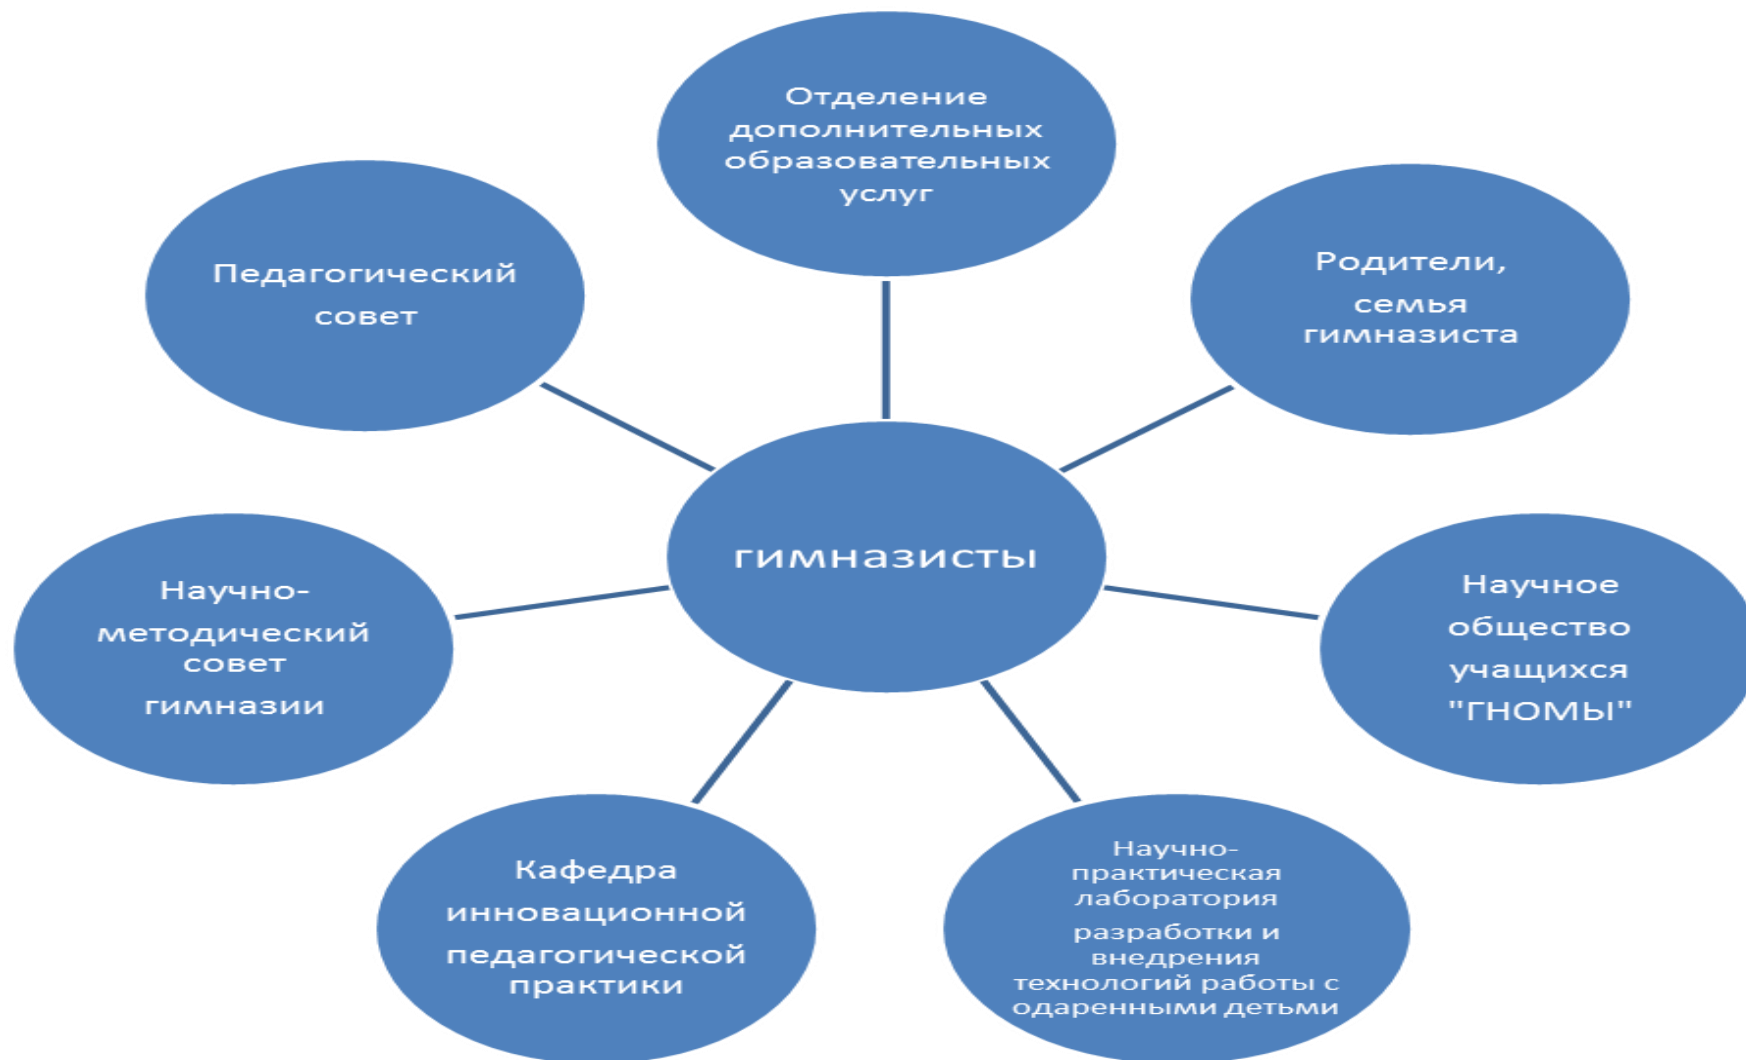 Отделение
дополнительных
образовательных
услуг
Педагогический
совет
Родители,
семья
гимназиста
гимназисты
Научно-
методический
совет
гимназии
Научное
общество
учащихся
"ГНОМЫ"
Кафедра
инновационной
педагогической
практики
Научно-
практическая
лаборатория
разработки и
внедрения
технологий работы с
одаренными детьми